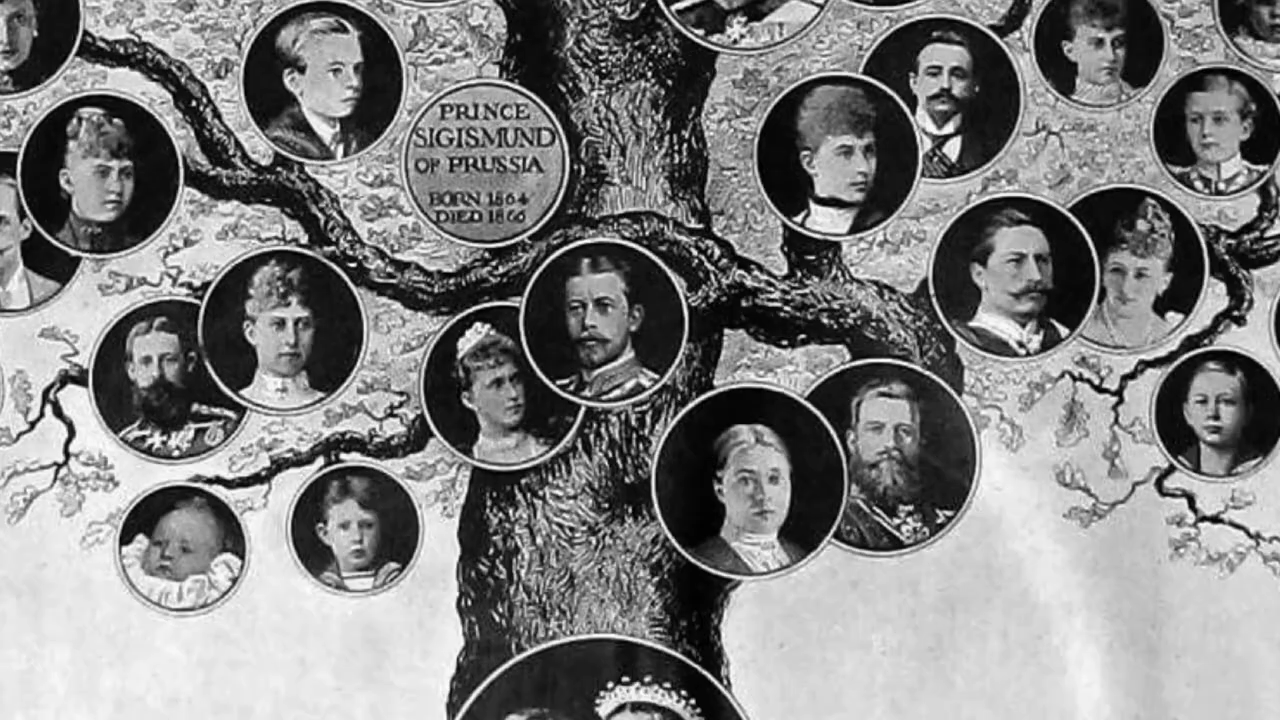 PRINCE
SIGISMUND
OF PRUSSIA
BORN 1864
DIED 1866